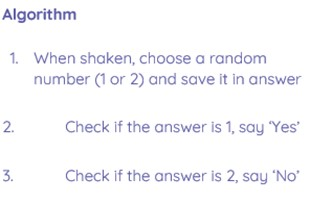 Algorithm
1. When shaken, choose a random
number (1 or 2) and save it in answer
2. Check if the answer is 1, say ‘Yes’
3. Check if the answer is 2, say ‘No’